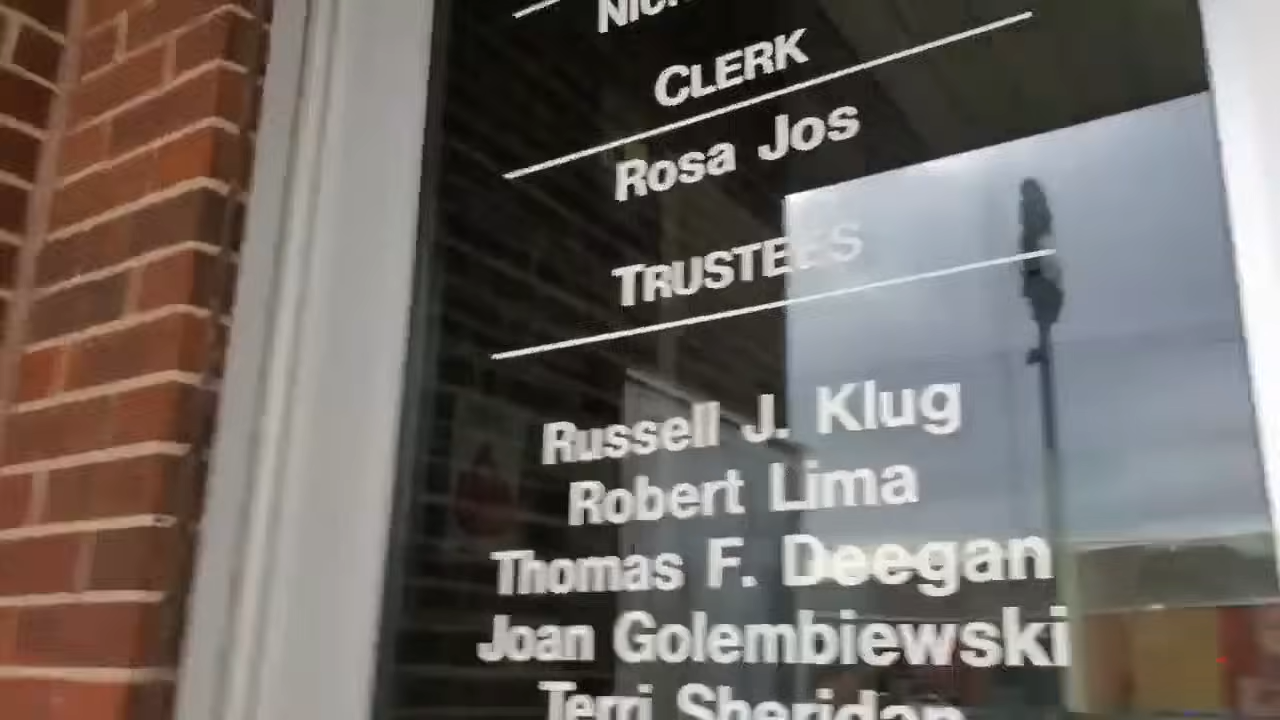 CLERK
Rosa Jos
TRUSTEES
Russell J. Klug
Robert Lima
Thomas F. Deegan
Joan Golembiewski
Terri Sheridan